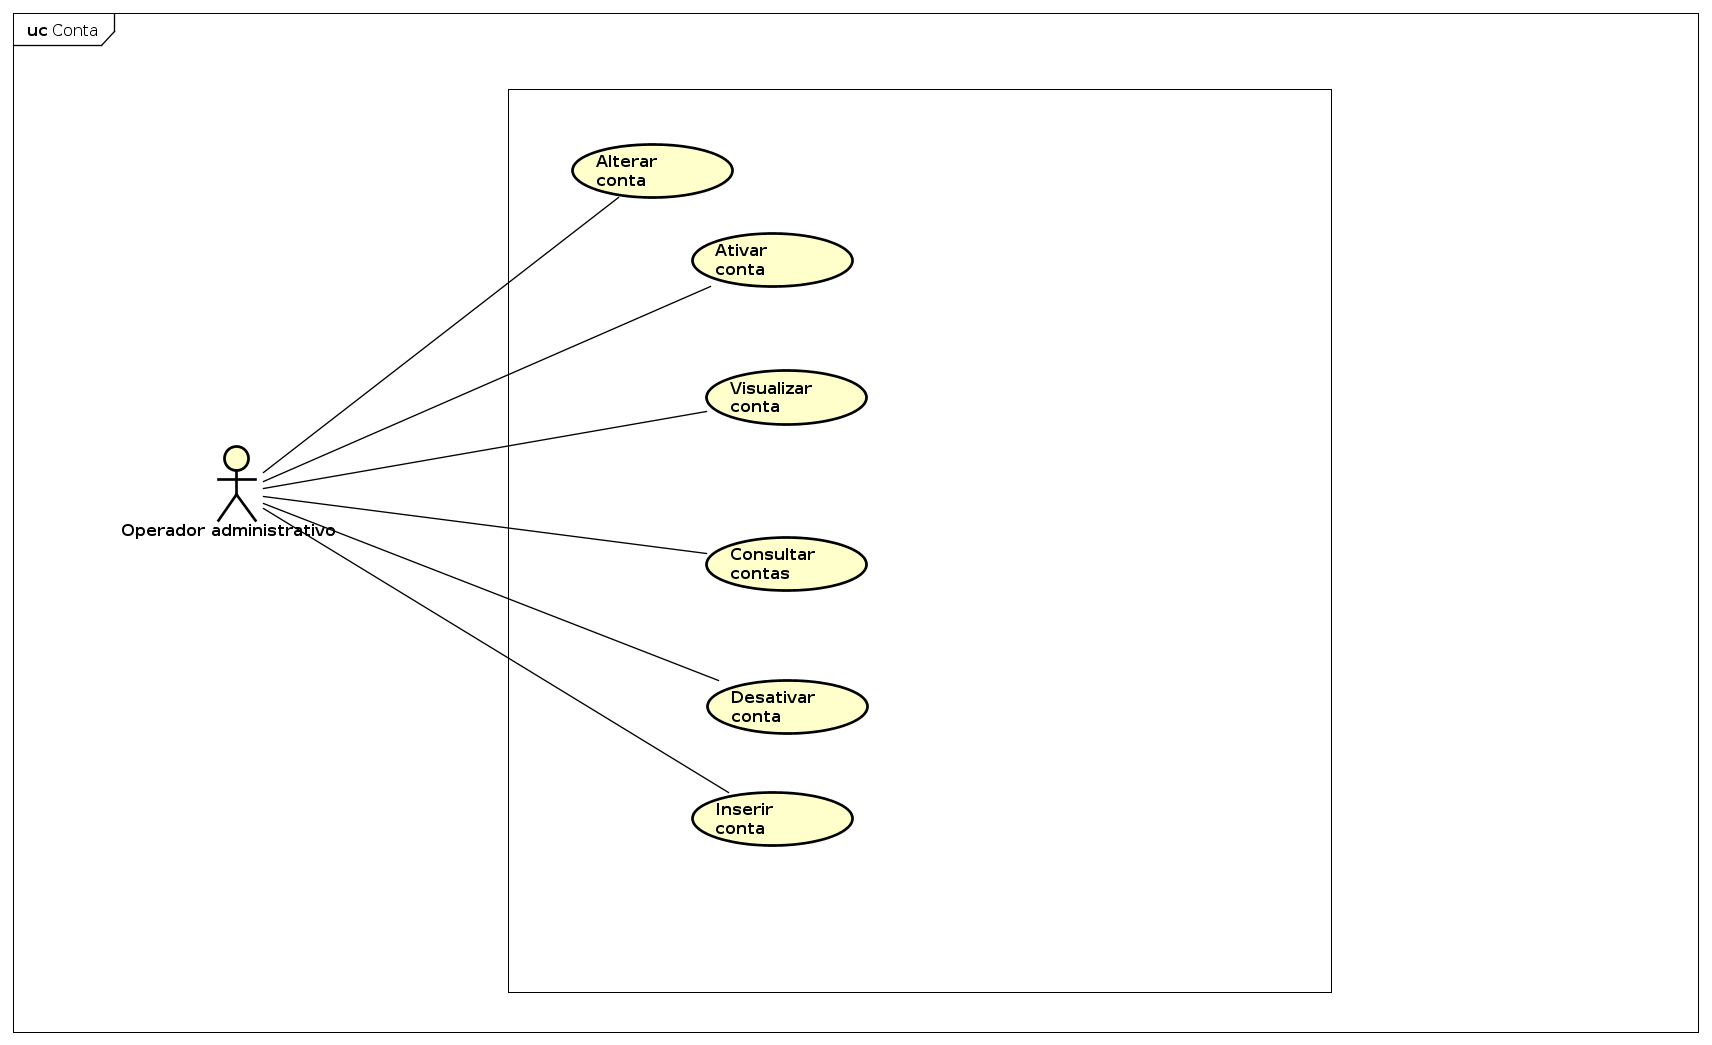 uc Conta
Alterar
conta
Ativar
conta
Visualizar
conta
Operador administrativo
Consultar
contas
Desativar
conta
Inserir
conta